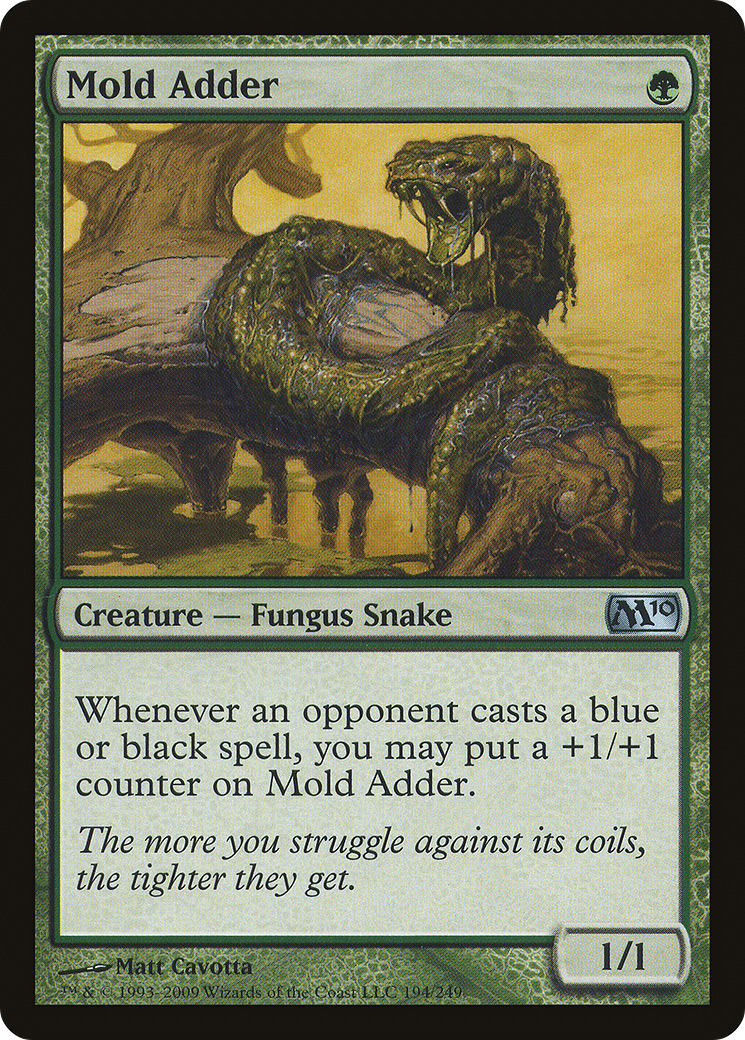 Mold Adder
Creature — Fungus Snake
M10
Whenever an opponent casts a blue
or black spell, you may put a +1/+1
counter on Mold Adder.
The more you struggle against its coils,
the tighter they get.
1/1
Matt Cavotta
™ & © 1993–2009 Wizards of the Coast LLC 194/249